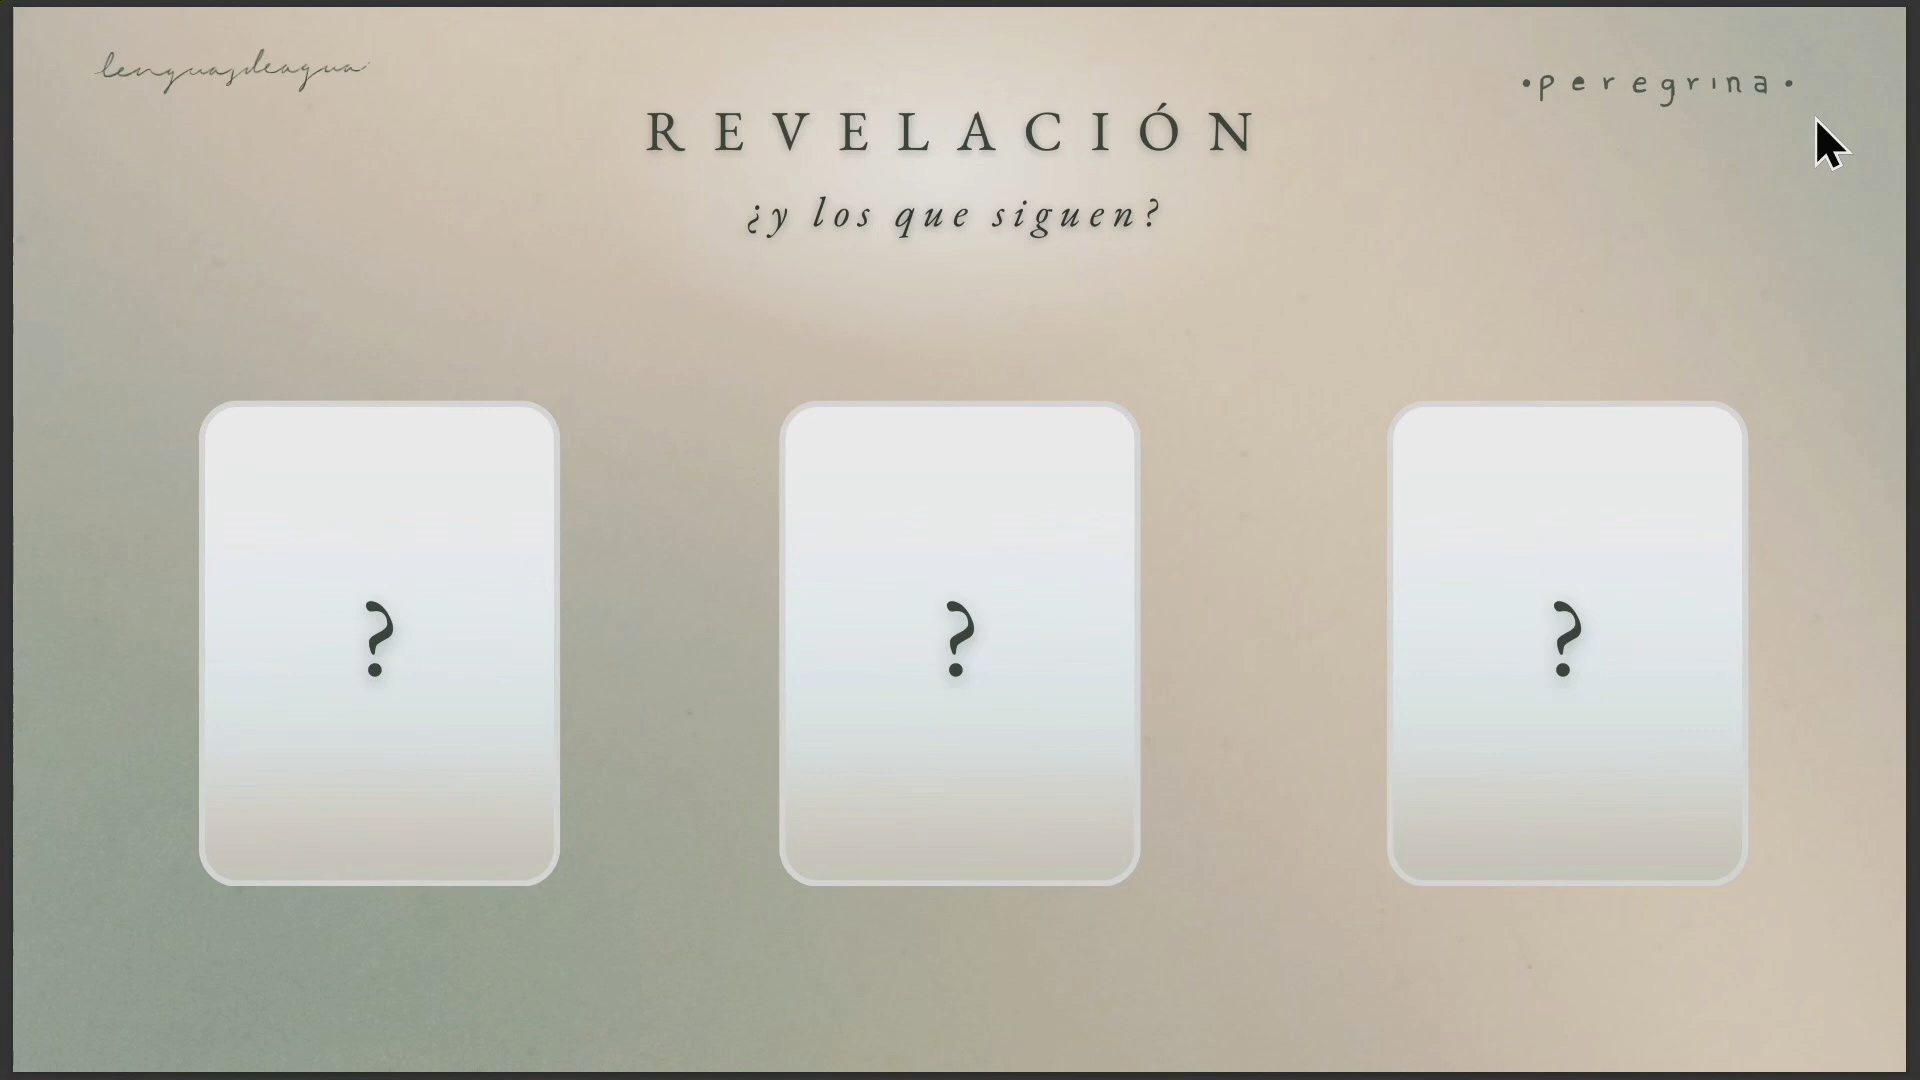 lenguasdeagua
•peregrina•
REVELACIÓN
¿y los que siguen?
?
?
?